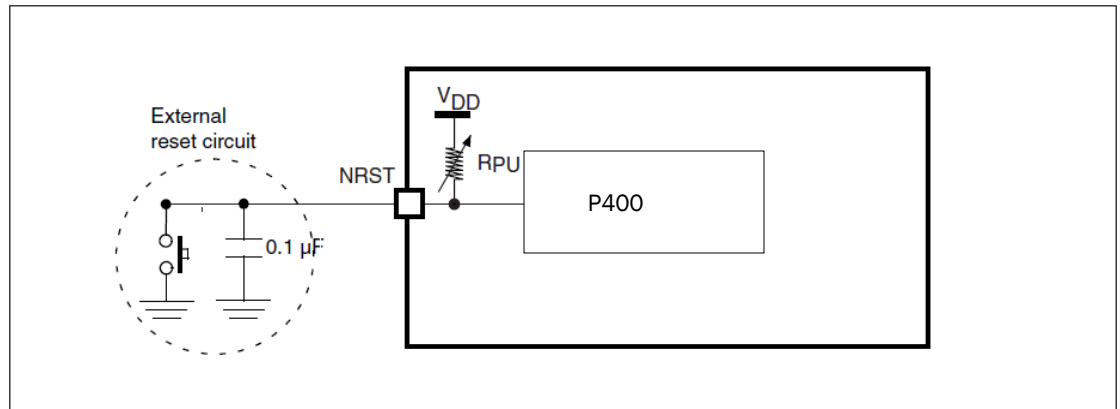 External
reset circuit
NRST
VDD
RPU
P400
0.1 µF